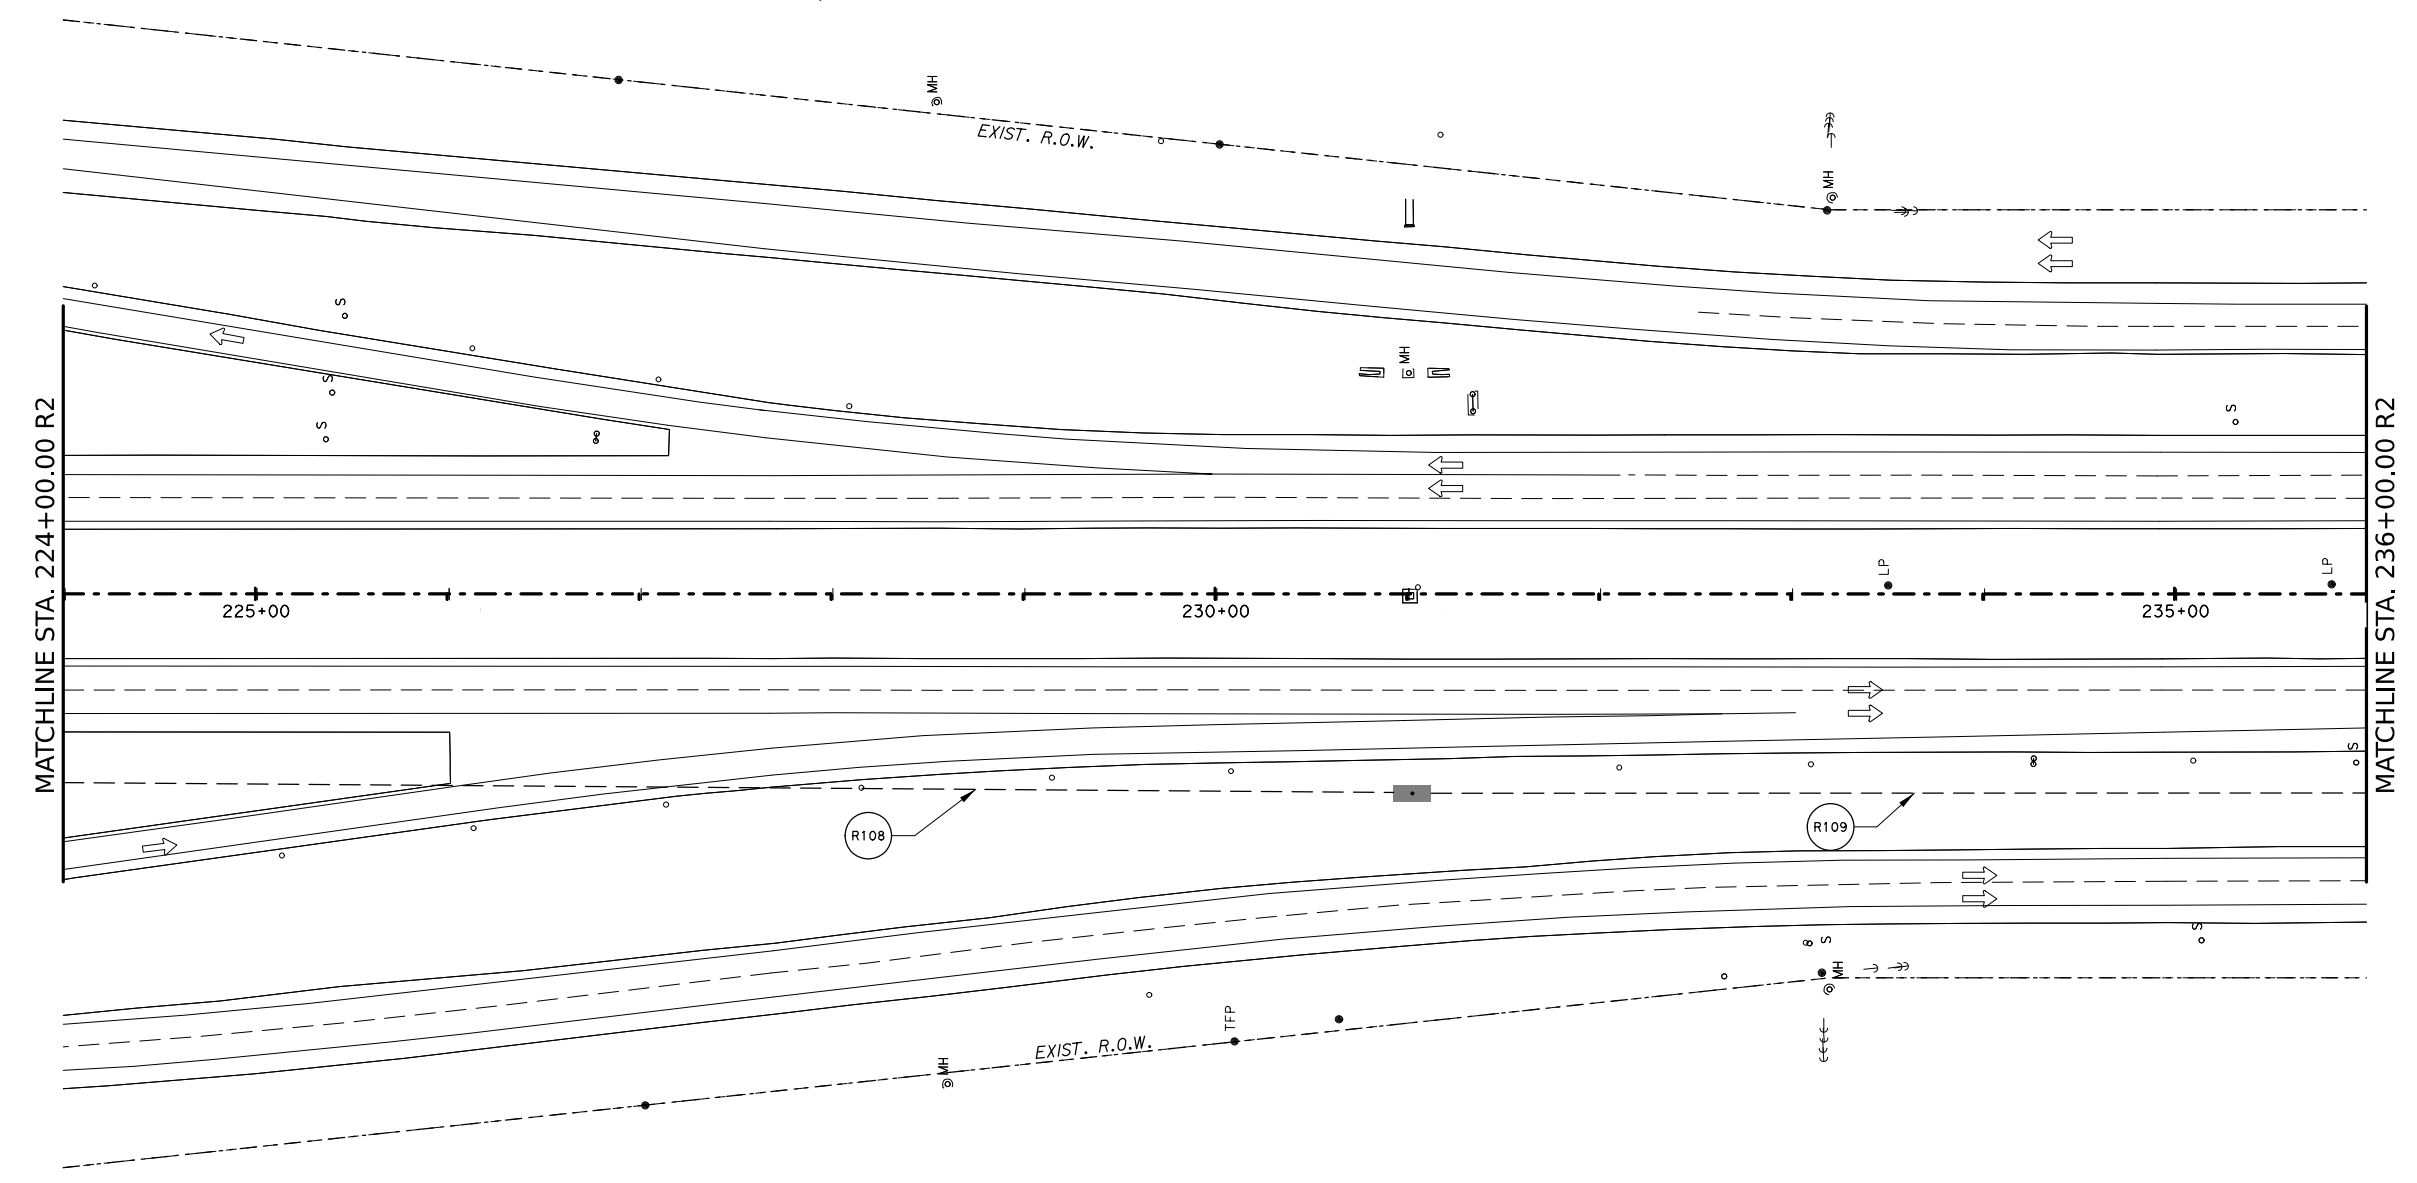 MH
EXIST. R.O.W.
MH
S
MH
S
S
S
MATCHLINE STA. 224+00.00 R2
MATCHLINE STA. 236+00.00 R2
LP
LP
225+00
230+00
235+00
S
R108
R109
S
S
MH
TFP
EXIST. R.O.W.
MH